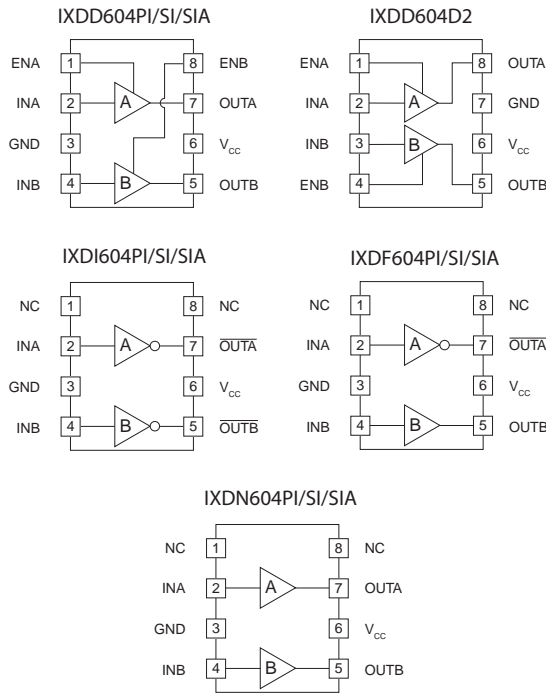 IXDD604PI/SI/SIA
ENA 1 8 ENB
INA 2 A 7 OUTA
GND 3 6 VCC
INB 4 B 5 OUTB
IXDD604D2
ENA 1 8 OUTA
INA 2 A 7 GND
INB 3 B 6 VCC
ENB 4 5 OUTB
IXDI604PI/SI/SIA
NC 1 8 NC
INA 2 A 7 O̅U̅T̅A̅
GND 3 6 VCC
INB 4 B 5 O̅U̅T̅B̅
IXDF604PI/SI/SIA
NC 1 8 NC
INA 2 A 7 O̅U̅T̅A̅
GND 3 6 VCC
INB 4 B 5 OUTB
IXDN604PI/SI/SIA
NC 1 8 NC
INA 2 A 7 OUTA
GND 3 6 VCC
INB 4 B 5 OUTB